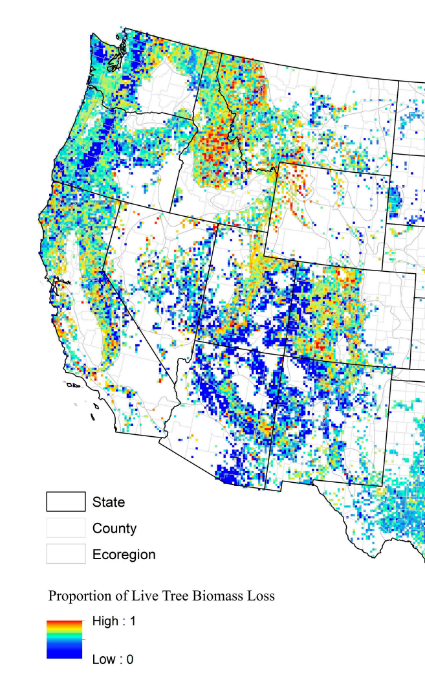 State
County
Ecoregion
Proportion of Live Tree Biomass Loss
High : 1
Low : 0